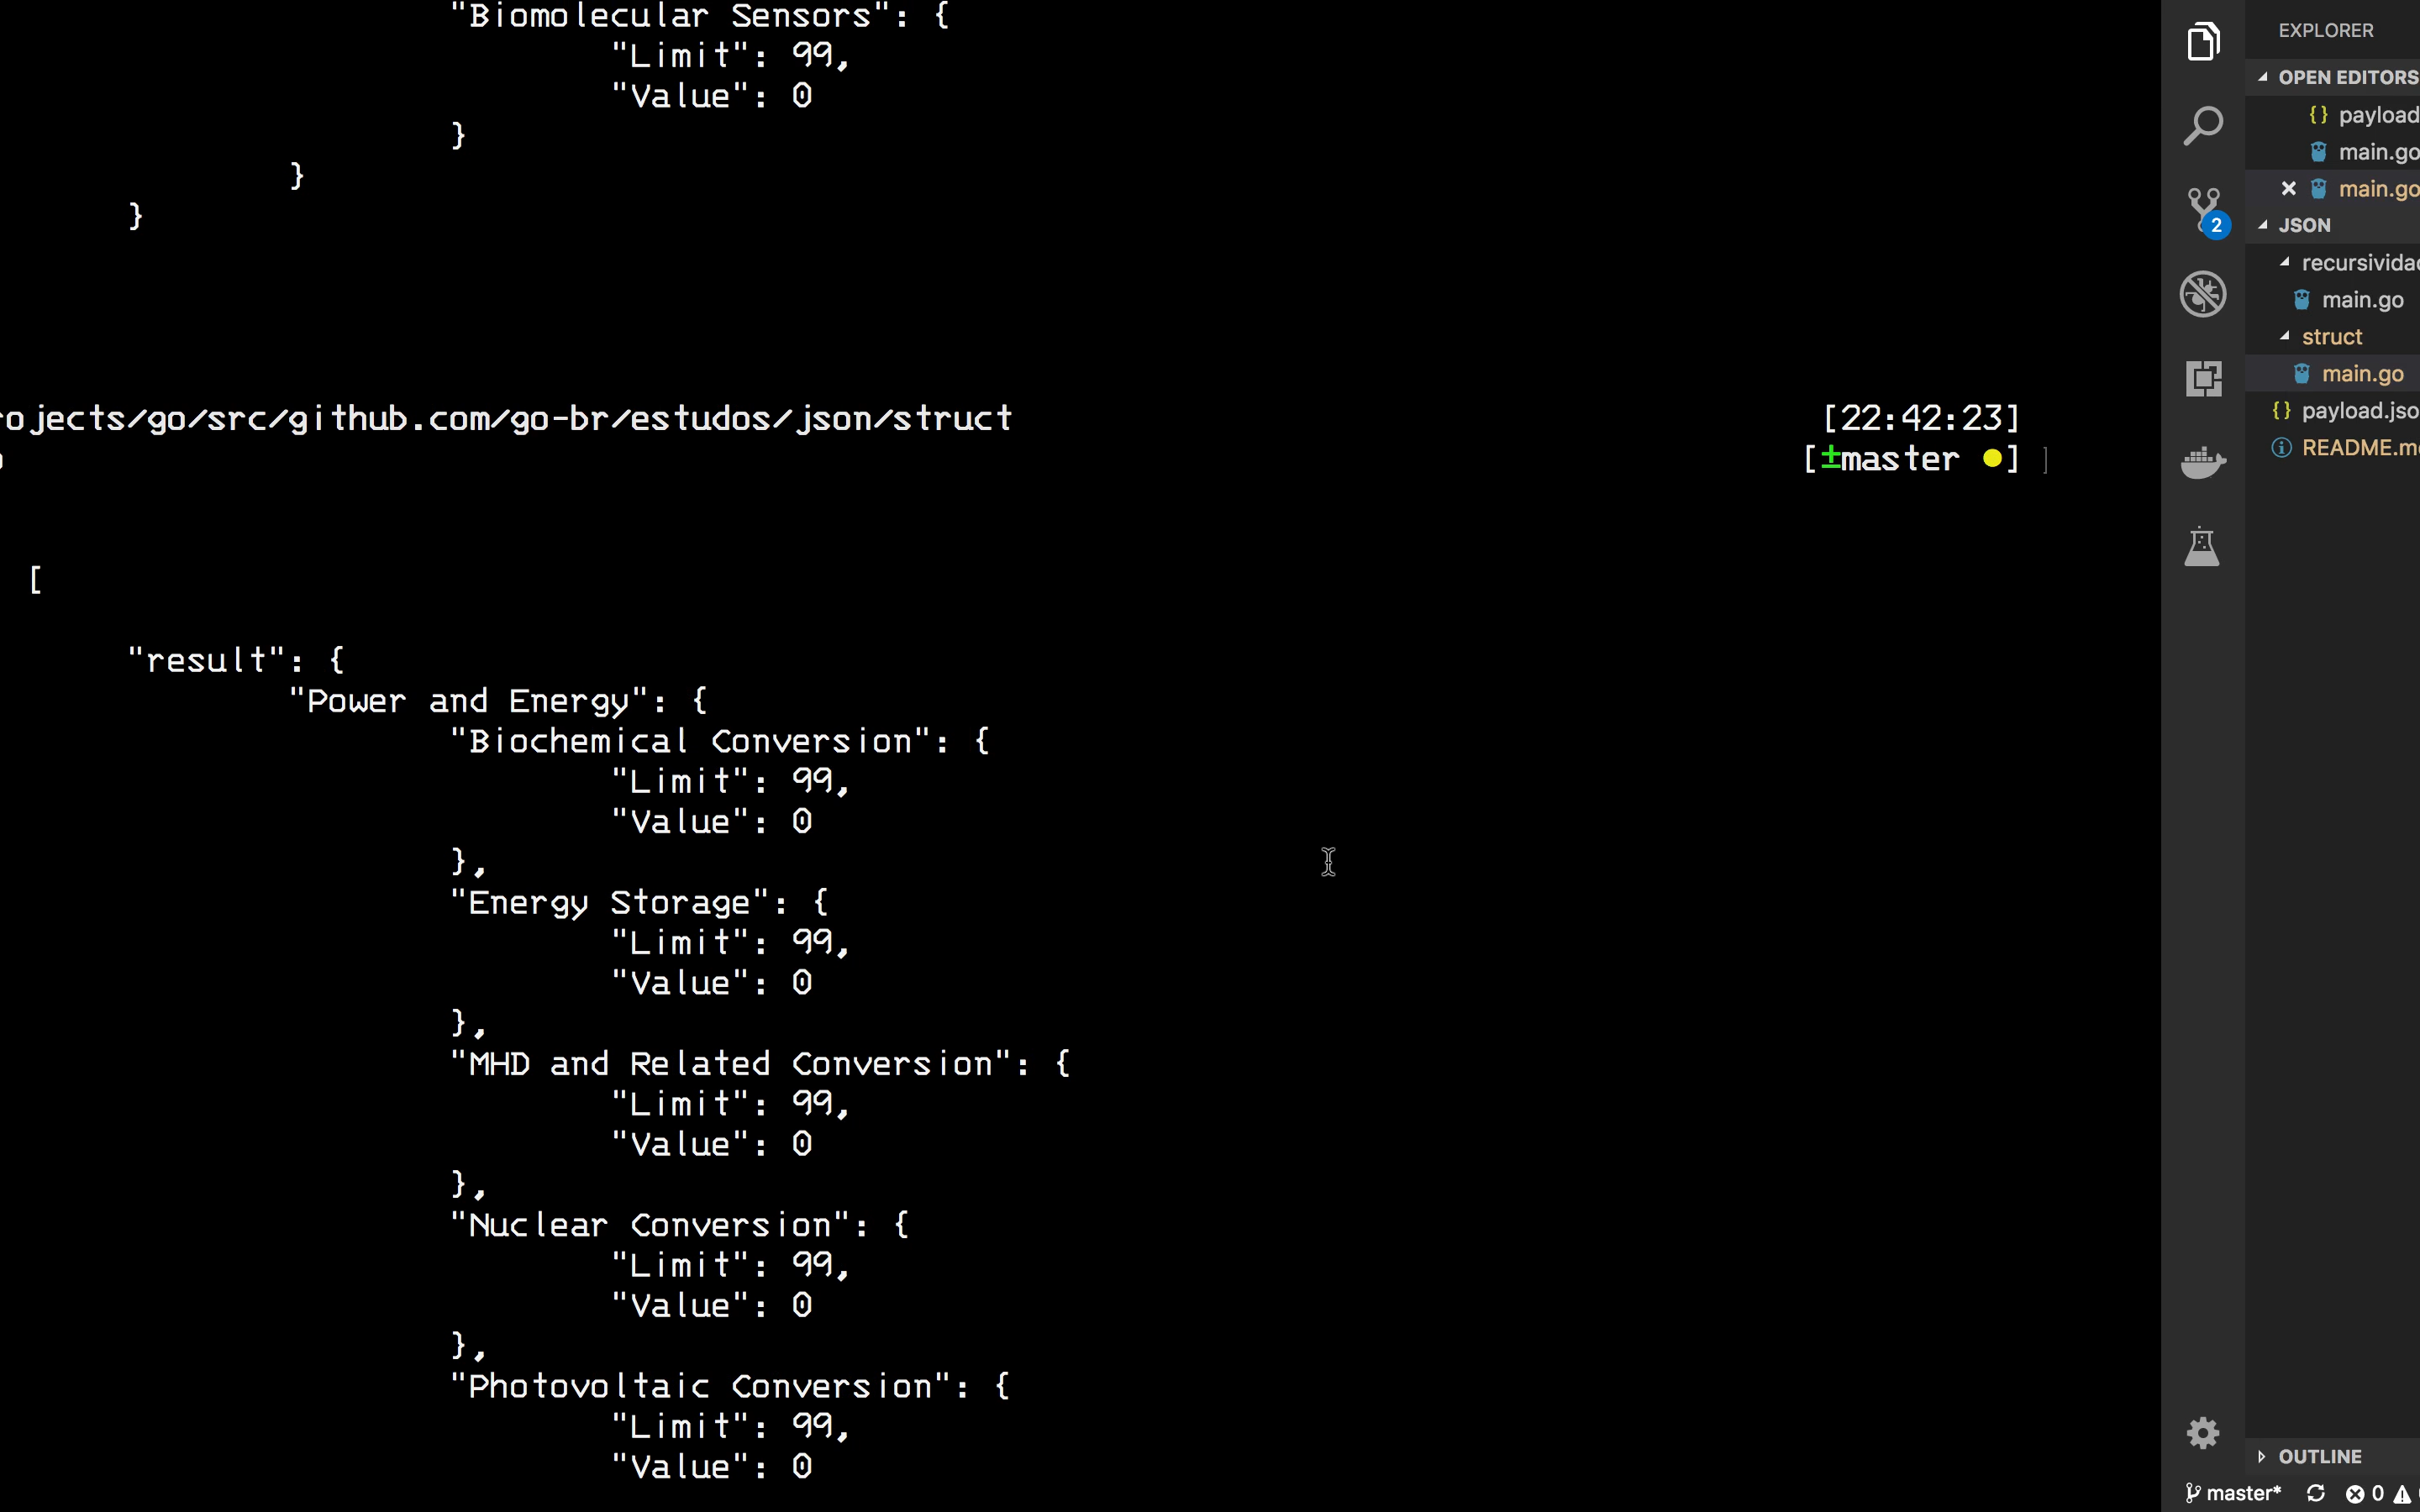 "Biomolecular Sensors": {
"Limit": 99,
"Value": 0
}
}
}
ojects/go/src/github.com/go-br/estudos/json/struct [22:42:23]
[±master ●] ]
[
"result": {
"Power and Energy": {
"Biochemical Conversion": {
"Limit": 99,
"Value": 0
},
"Energy Storage": {
"Limit": 99,
"Value": 0
},
"MHD and Related Conversion": {
"Limit": 99,
"Value": 0
},
"Nuclear Conversion": {
"Limit": 99,
"Value": 0
},
"Photovoltaic Conversion": {
"Limit": 99,
"Value": 0
2
EXPLORER
OPEN EDITORS
{} payload
main.go
main.go
JSON
recursividad
main.go
struct
main.go
{} payload.jso
README.m
OUTLINE
master* 0